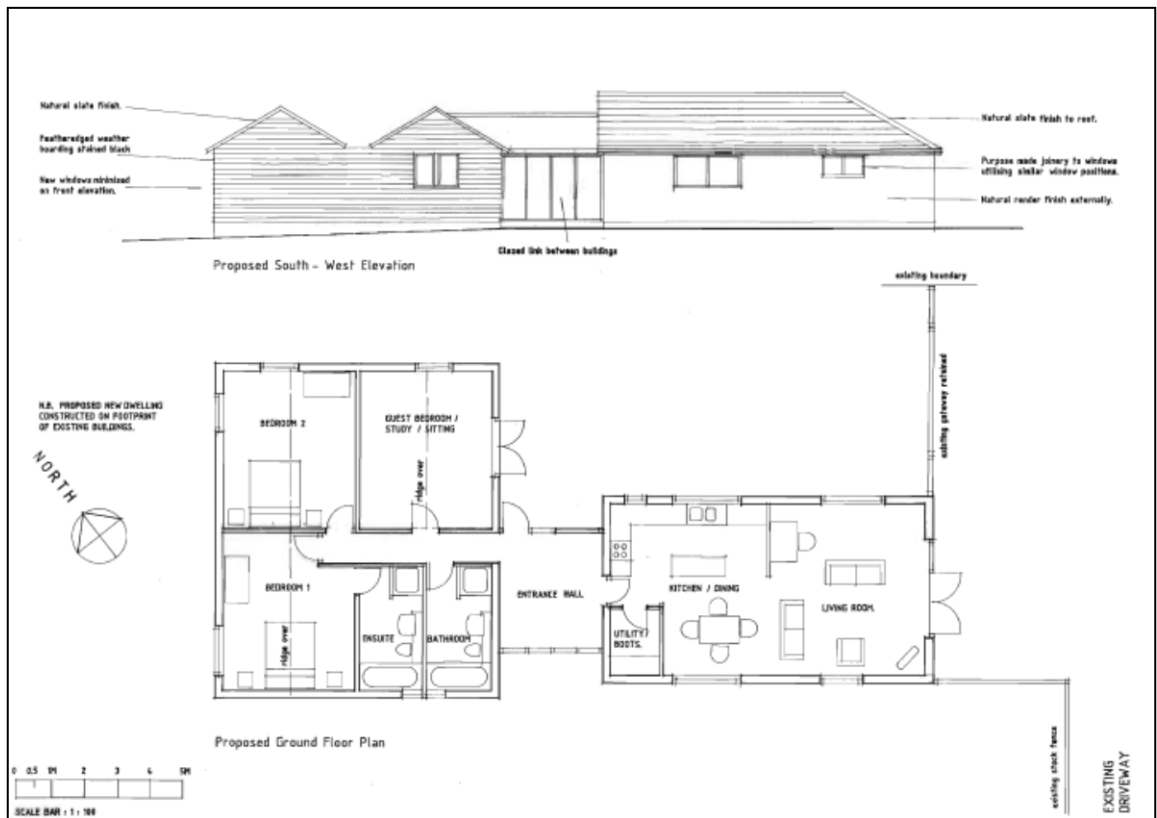 Natural slate finish.
Featheredged weather
boarding stained black
New windows minimised
on front elevation.
Natural slate finish to roof.
Purpose made joinery to windows
utilising similar window positions.
Natural render finish externally.
Glazed link between buildings
Proposed South - West Elevation
existing boundary
existing gateway retained
N.B. PROPOSED NEW DWELLING
CONSTRUCTED ON FOOTPRINT
OF EXISTING BUILDINGS.
NORTH
BEDROOM 2
GUEST BEDROOM /
STUDY / SITTING
ridge over
BEDROOM 1
ridge over
ENSUITE
BATHROOM
ENTRANCE HALL
UTILITY/
BOOTS.
KITCHEN / DINING
LIVING ROOM.
Proposed Ground Floor Plan
existing stock fence
EXISTING
DRIVEWAY
0 0.5 1M 2 3 4 5M
SCALE BAR : 1 : 100